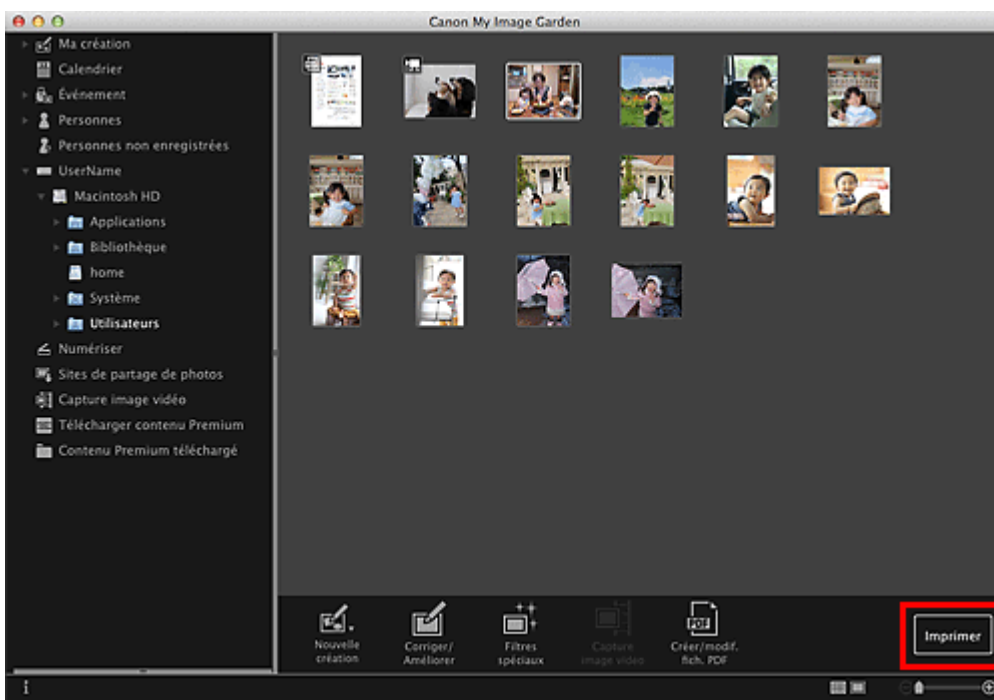 Canon My Image Garden
Ma création
Calendrier
Événement
Personnes
Personnes non enregistrées
UserName
Macintosh HD
Applications
Bibliothèque
home
Système
Utilisateurs
Numériser
Sites de partage de photos
Capture image vidéo
Télécharger contenu Premium
Contenu Premium téléchargé
Nouvelle
création
Corriger/
Améliorer
Filtres
spéciaux
Capture
image vidéo
PDF
Créer/modif.
fich. PDF
Imprimer